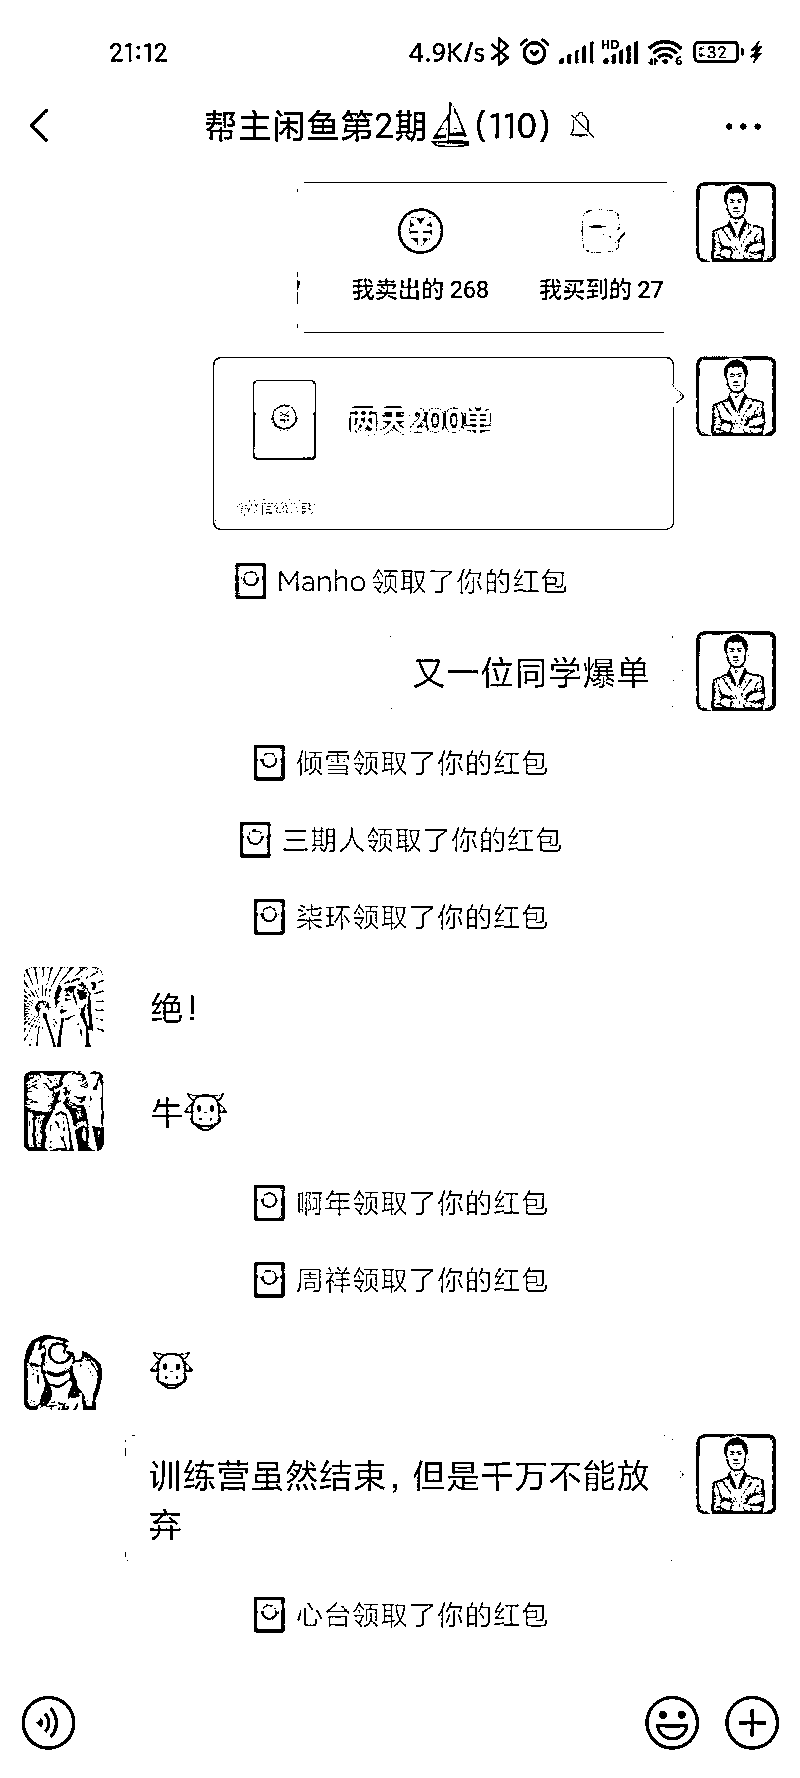 21:12 4.9K/s HD 6 32
帮主闲鱼第2期⛵(110)
我卖出的 268 我买到的 27
两天200单
Manho 领取了你的红包
又一位同学爆单
倾雪领取了你的红包
三期人领取了你的红包
柒环领取了你的红包
绝!
牛🐮
啊年领取了你的红包
周祥领取了你的红包
🐮
训练营虽然结束，但是千万不能放
弃
心台领取了你的红包